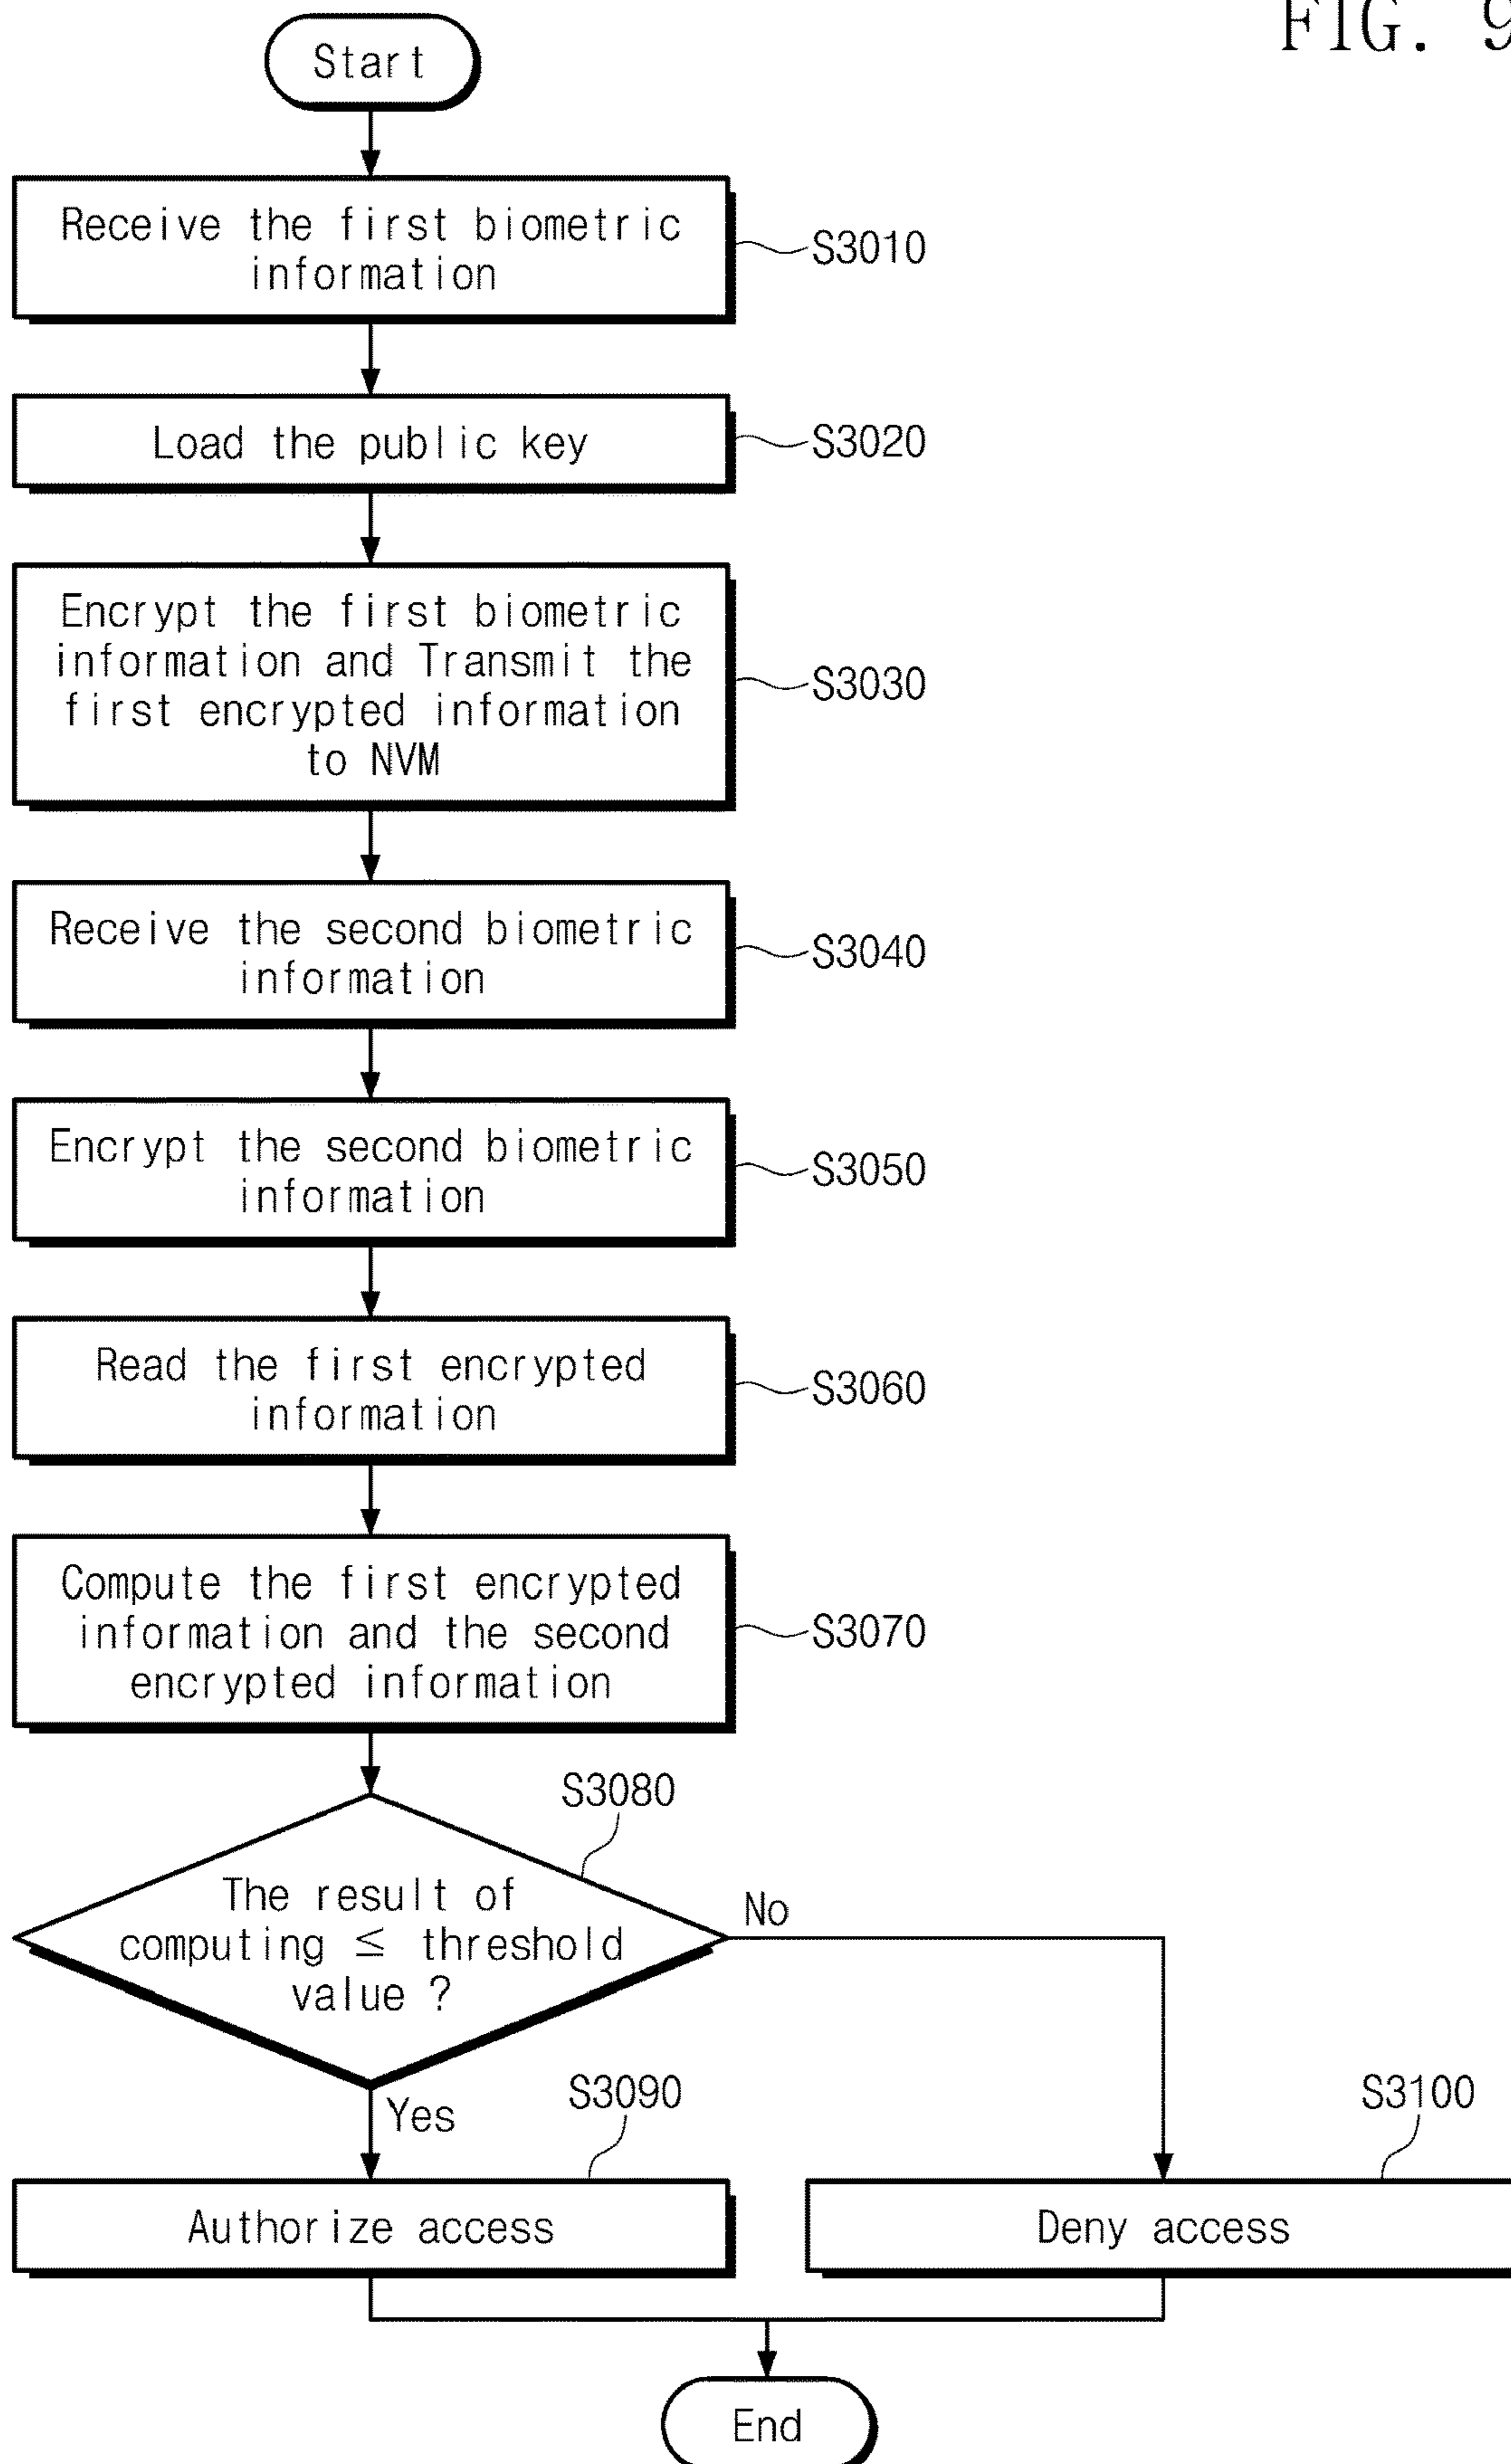 FIG. 9
Start
Receive the first biometric
information
S3010
Load the public key
S3020
Encrypt the first biometric
information and Transmit the
first encrypted information
to NVM
S3030
Receive the second biometric
information
S3040
Encrypt the second biometric
information
S3050
Read the first encrypted
information
S3060
Compute the first encrypted
information and the second
encrypted information
S3070
S3080
The result of
computing ≤ threshold
value ?
No
Yes
S3090
S3100
Authorize access
Deny access
End